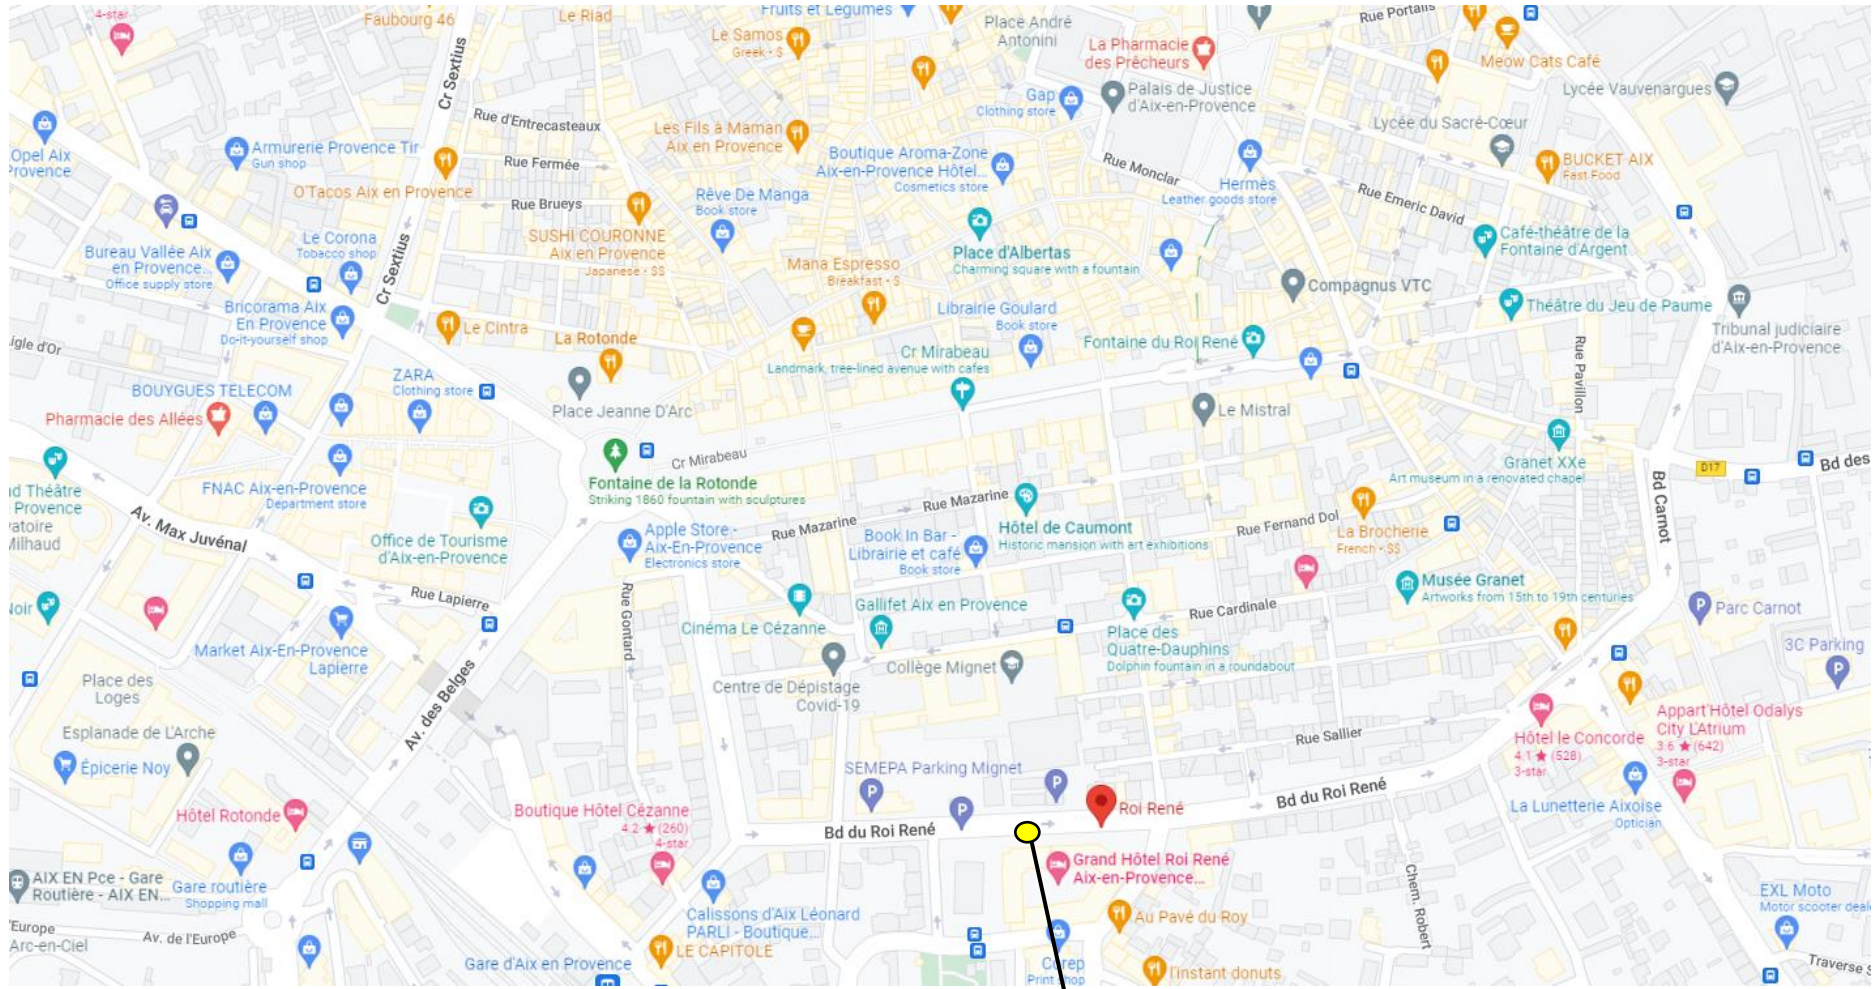 4-star
Faubourg 46
Le Riad
Fruits et Légumes
Place André
Antonini
Rue Portalis
Le Samos
Greek • $
La Pharmacie
des Prêcheurs
Meow Cats Café
Cr Sextius
Gap
Clothing store
Palais de Justice
d'Aix-en-Provence
Lycée Vauvenargues
Rue d'Entrecasteaux
Lycée du Sacré-Cœur
Opel Aix
Provence
Armurerie Provence Tir
Gun shop
Les Fils à Maman
Aix en Provence
Rue Fermée
Boutique Aroma-Zone
Aix-en-Provence Hôtel...
Cosmetics store
Rue Monclar
BUCKET AIX
Fast Food
O'Tacos Aix en Provence
Rêve De Manga
Book store
Hermès
Leather goods store
Rue Emeric David
Rue Brueys
SUSHI COURONNE
Aix en Provence
Japanese • $$
Café-théâtre de la
Fontaine d'Argent
Le Corona
Tobacco shop
Bureau Vallée Aix
en Provence...
Office supply store
Cr Sextius
Place d'Albertas
Charming square with a fountain
Mana Espresso
Breakfast • $
Compagnus VTC
Bricorama Aix
En Provence
Do-it-yourself shop
Le Cintra
La Rotonde
Librairie Goulard
Book store
Théâtre du Jeu de Paume
Tribunal judiciaire
d'Aix-en-Provence
igle d'Or
Cr Mirabeau
Landmark, tree-lined avenue with cafes
Fontaine du Roi René
Rue Pavillon
ZARA
Clothing store
BOUYGUES TELECOM
Pharmacie des Allées
Place Jeanne D'Arc
Le Mistral
Cr Mirabeau
Granet XXe
Art museum in a renovated chapel
D17
Bd des
nd Théâtre
Provence
vatoire
Milhaud
FNAC Aix-en-Provence
Department store
Fontaine de la Rotonde
Striking 1860 fountain with sculptures
Rue Mazarine
Bd Carnot
Av. Max Juvénal
Office de Tourisme
d'Aix-en-Provence
Apple Store -
Aix-En-Provence
Electronics store
Rue Mazarine
Book In Bar -
Librairie et café
Book store
Hôtel de Caumont
Historic mansion with art exhibitions
Rue Fernand Dol
La Brocherie
French • $$
Rue Lapierre
Rue Gontard
Musée Granet
Artworks from 15th to 19th centuries
Noir
Gallifet Aix en Provence
Rue Cardinale
Parc Carnot
Cinéma Le Cézanne
Place des
Quatre-Dauphins
Dolphin fountain in a roundabout
Market Aix-En-Provence
Lapierre
Collège Mignet
3C Parking
Place des
Loges
Centre de Dépistage
Covid-19
Av. des Belges
Esplanade de L'Arche
Appart'Hôtel Odalys
City L'Atrium
3.6 ★ (642)
3-star
Hôtel le Concorde
4.1 ★ (528)
3-star
Rue Sallier
Épicerie Noy
SEMEPA Parking Mignet
Bd du Roi René
Hôtel Rotonde
Boutique Hôtel Cézanne
4.2 ★ (260)
4-star
Roi René
La Lunetterie Aixoise
Optician
Bd du Roi René
Grand Hôtel Roi René
Aix-en-Provence...
Chem. Robert
AIX EN Pce - Gare
Routière - AIX EN...
Gare routière
Shopping mall
EXL Moto
Motor scooter deal
Calissons d'Aix Léonard
PARLI - Boutique...
Au Pavé du Roy
'Europe
Arc-en-Ciel
Av. de l'Europe
LE CAPITOLE
Gare d'Aix en Provence
Corep
Print shop
l'instant donuts
Traverse S